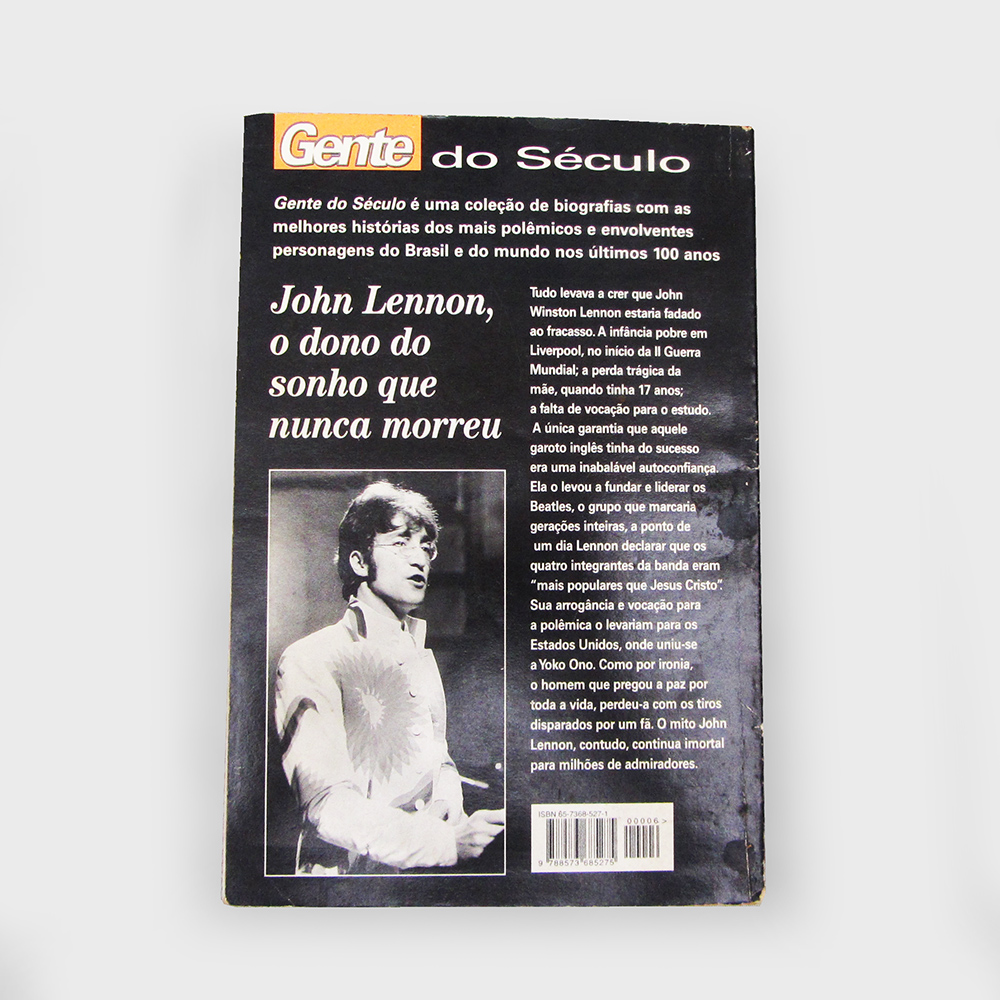 Gente do Século
Gente do Século é uma coleção de biografias com as
melhores histórias dos mais polêmicos e envolventes
personagens do Brasil e do mundo nos últimos 100 anos
John Lennon,
o dono do
sonho que
nunca morreu
Tudo levava a crer que John
Winston Lennon estaria fadado
ao fracasso. A infância pobre em
Liverpool, no início da II Guerra
Mundial; a perda trágica da
mãe, quando tinha 17 anos;
a falta de vocação para o estudo.
A única garantia que aquele
garoto inglês tinha do sucesso
era uma inabalável autoconfiança.
Ela o levou a fundar e liderar os
Beatles, o grupo que marcaria
gerações inteiras, a ponto de
um dia Lennon declarar que os
quatro integrantes da banda eram
“mais populares que Jesus Cristo”.
Sua arrogância e vocação para
a polêmica o levariam para os
Estados Unidos, onde uniu-se
a Yoko Ono. Como por ironia,
o homem que pregou a paz por
toda a vida, perdeu-a com os tiros
disparados por um fã. O mito John
Lennon, contudo, continua imortal
para milhões de admiradores.
ISBN 65-7368-527-1
00006>
9 788573 685275